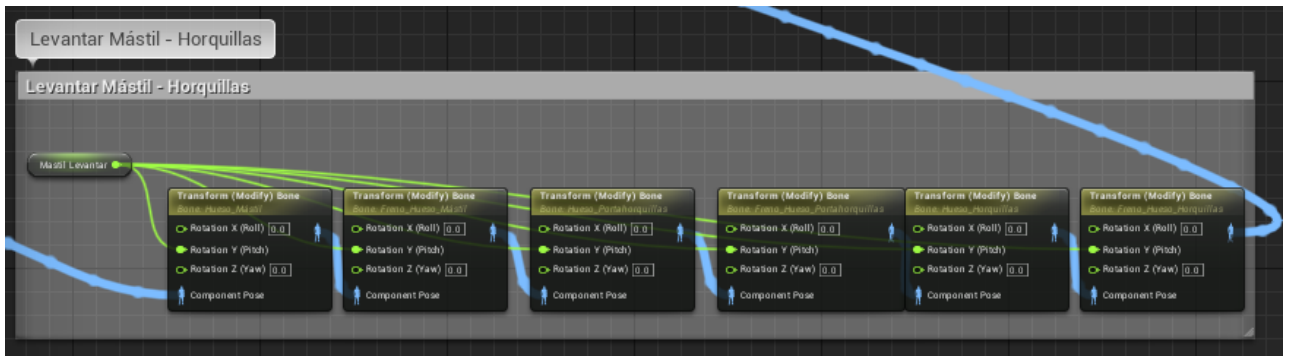 Levantar Mástil - Horquillas
Levantar Mástil - Horquillas
Mastil Levantar
Transform (Modify) Bone
Bone: Hueso_Mástil
Rotation X (Roll) 0.0
Rotation Y (Pitch)
Rotation Z (Yaw) 0.0
Component Pose
Transform (Modify) Bone
Bone: Freno_Hueso_Mástil
Rotation X (Roll) 0.0
Rotation Y (Pitch)
Rotation Z (Yaw) 0.0
Component Pose
Transform (Modify) Bone
Bone: Hueso_Portahorquillas
Rotation X (Roll) 0.0
Rotation Y (Pitch)
Rotation Z (Yaw) 0.0
Component Pose
Transform (Modify) Bone
Bone: Freno_Hueso_Portahorquillas
Rotation X (Roll) 0.0
Rotation Y (Pitch)
Rotation Z (Yaw) 0.0
Component Pose
Transform (Modify) Bone
Bone: Hueso_Horquillas
Rotation X (Roll) 0.0
Rotation Y (Pitch)
Rotation Z (Yaw) 0.0
Component Pose
Transform (Modify) Bone
Bone: Freno_Hueso_Horquillas
Rotation X (Roll) 0.0
Rotation Y (Pitch)
Rotation Z (Yaw) 0.0
Component Pose